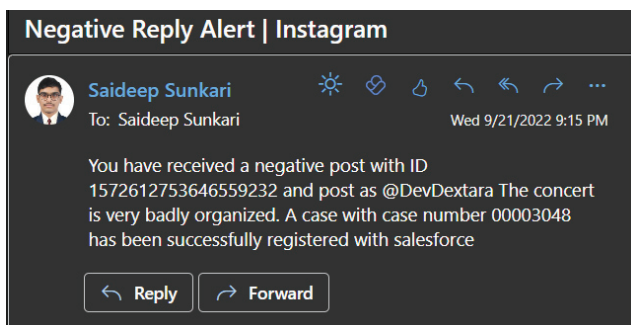 Negative Reply Alert | Instagram
Saideep Sunkari
To: Saideep Sunkari
Wed 9/21/2022 9:15 PM
You have received a negative post with ID
1572612753646559232 and post as @DevDextara The concert
is very badly organized. A case with case number 00003048
has been successfully registered with salesforce
Reply
Forward